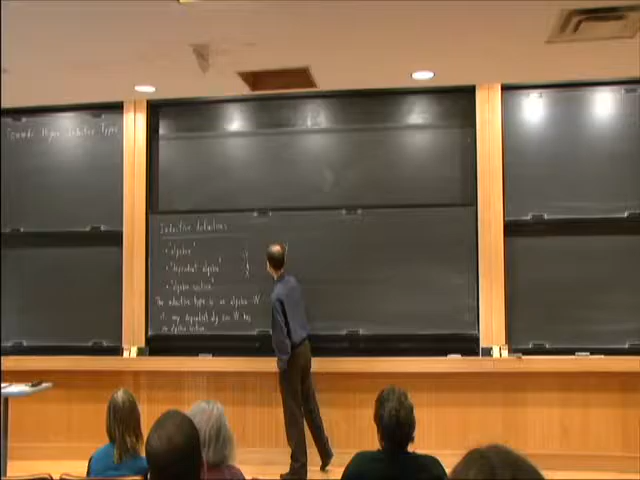 Towards Higher Inductive Types
Inductive definitions
• "algebra"
• "dependent algebra"
• "algebra section"
The inductive type is an algebra W
s.t. any dependent alg over W has
an algebra section.